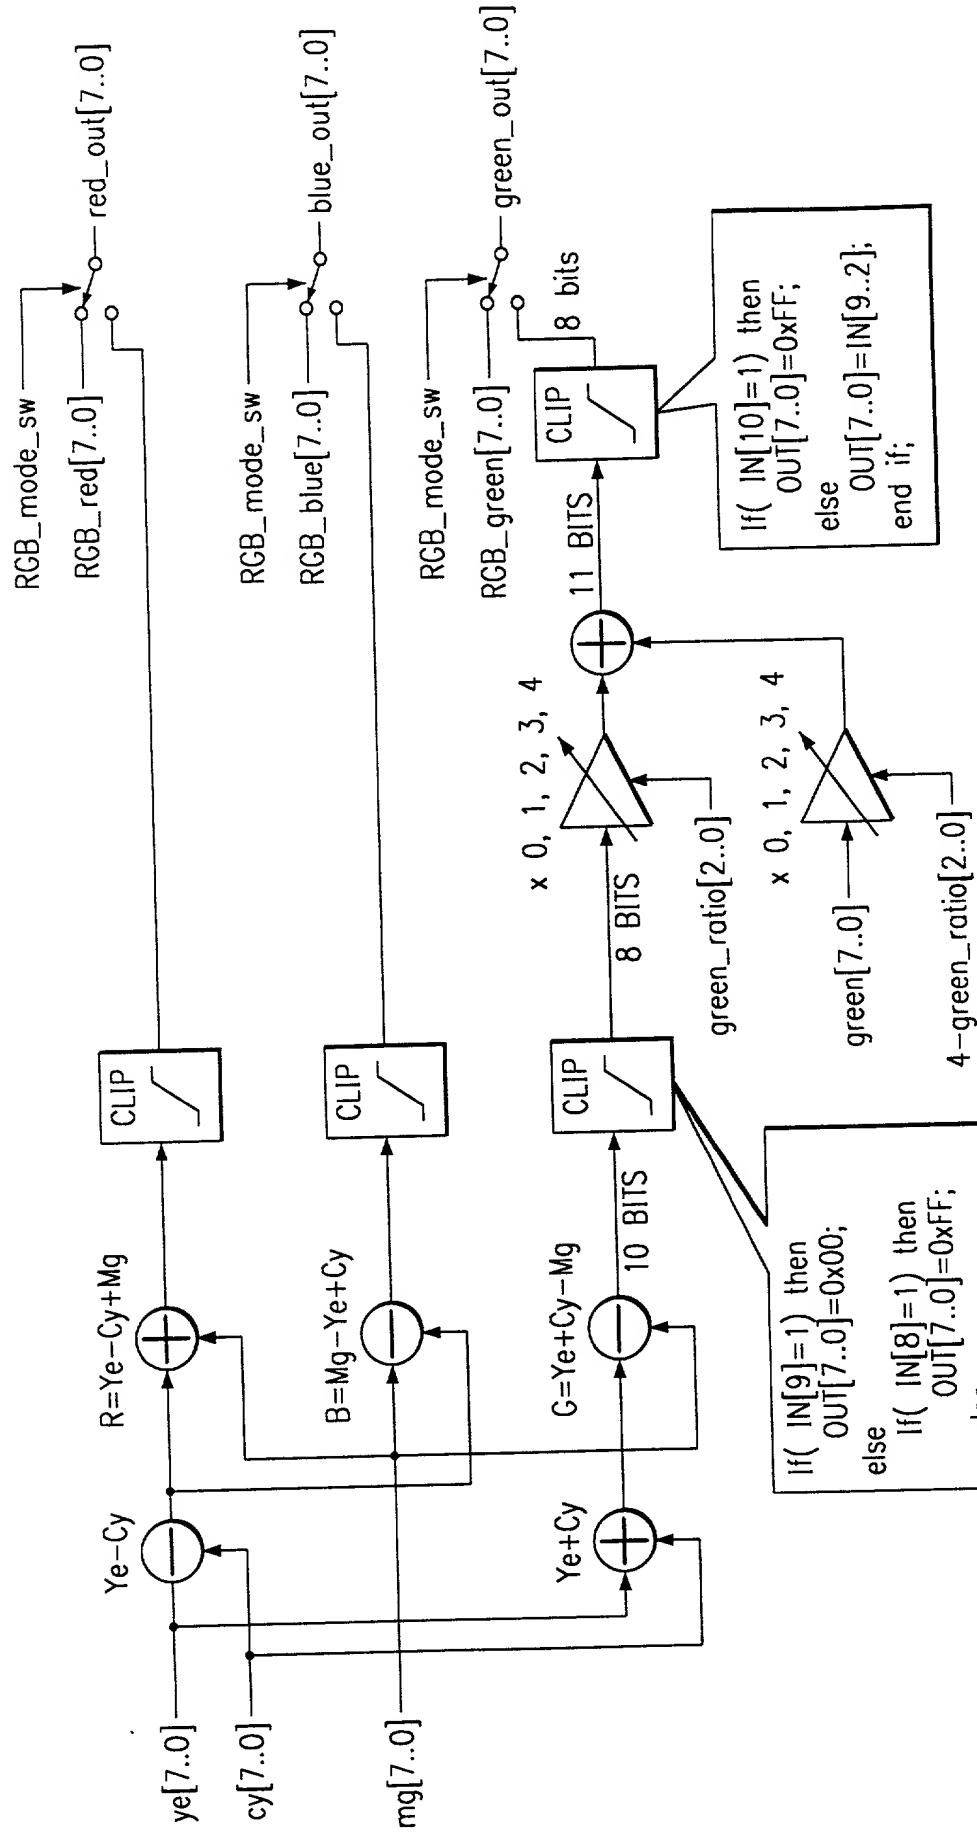 ye[7..0]
cy[7..0]
mg[7..0]
Ye-Cy
Ye+Cy
R=Ye-Cy+Mg
B=Mg-Ye+Cy
G=Ye+Cy-Mg
10 BITS
CLIP
CLIP
CLIP
If( IN[9]=1) then
OUT[7..0]=0x00;
else
If( IN[8]=1) then
OUT[7..0]=0xFF;
8 BITS
x 0, 1, 2, 3, 4
green_ratio[2..0]
green[7..0]
x 0, 1, 2, 3, 4
4-green_ratio[2..0]
11 BITS
CLIP
8 bits
If( IN[10]=1) then
OUT[7..0]=0xFF;
else
OUT[7..0]=IN[9..2];
end if;
RGB_mode_sw
RGB_red[7..0]
red_out[7..0]
RGB_mode_sw
RGB_blue[7..0]
blue_out[7..0]
RGB_mode_sw
RGB_green[7..0]
green_out[7..0]